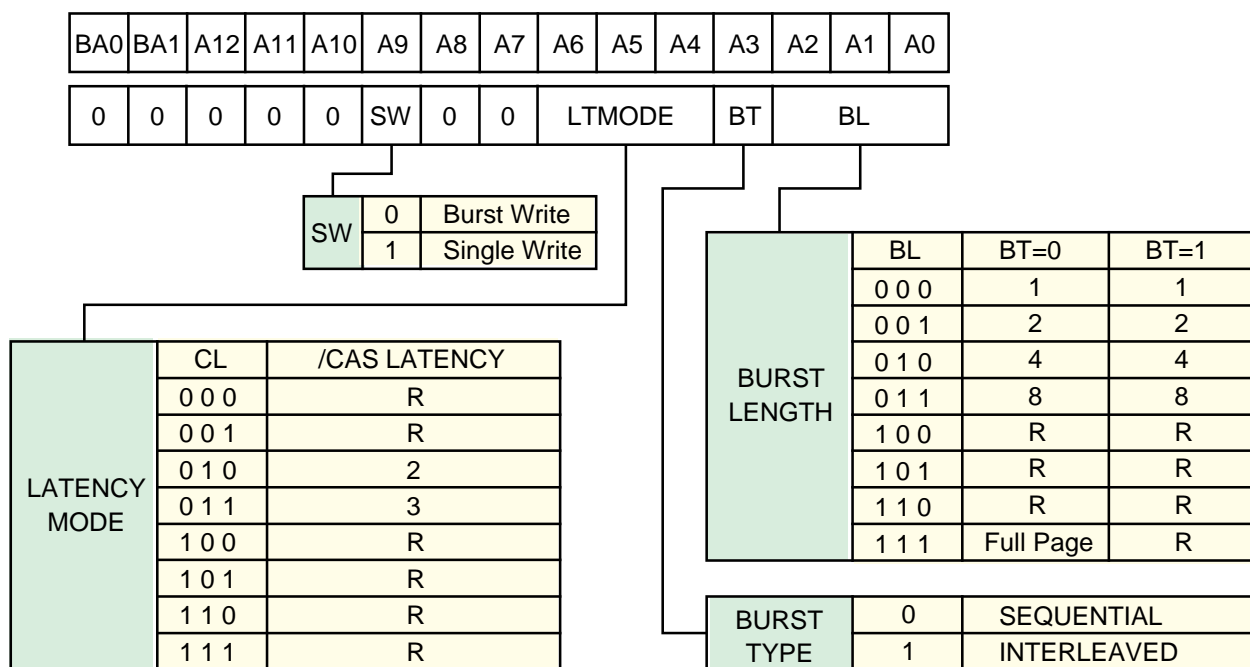 BA0 BA1 A12 A11 A10 A9 A8 A7 A6 A5 A4 A3 A2 A1 A0
0 0 0 0 0 SW 0 0 LTMODE BT BL
SW
0 Burst Write
1 Single Write
LATENCY
MODE
CL /CAS LATENCY
0 0 0 R
0 0 1 R
0 1 0 2
0 1 1 3
1 0 0 R
1 0 1 R
1 1 0 R
1 1 1 R
BURST
LENGTH
BL BT=0 BT=1
0 0 0 1 1
0 0 1 2 2
0 1 0 4 4
0 1 1 8 8
1 0 0 R R
1 0 1 R R
1 1 0 R R
1 1 1 Full Page R
BURST
TYPE
0 SEQUENTIAL
1 INTERLEAVED